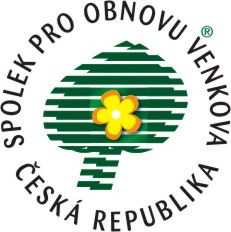 SPOLEK PRO OBNOVU VENKOVA®
ČESKÁ REPUBLIKA